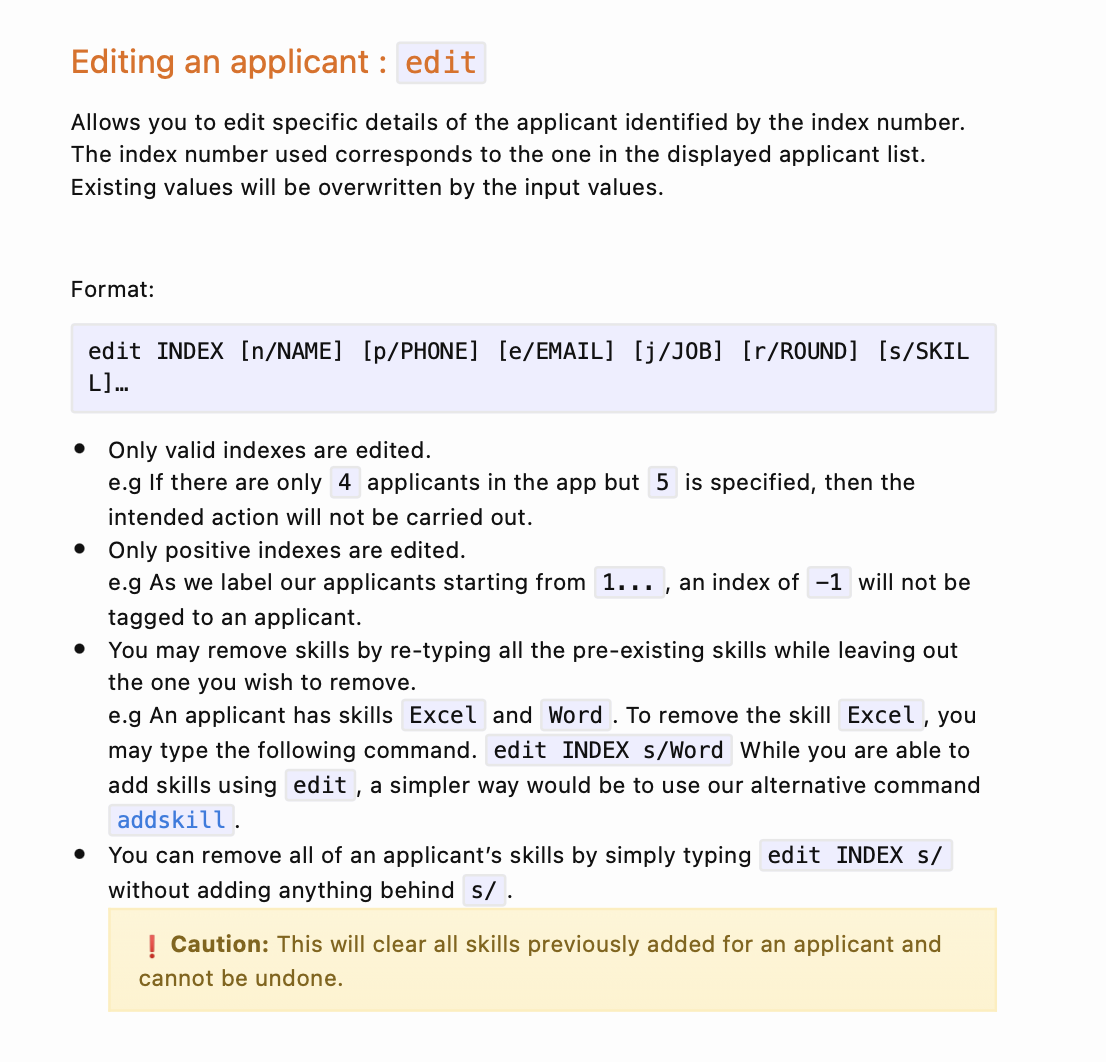 Editing an applicant : edit
Allows you to edit specific details of the applicant identified by the index number.
The index number used corresponds to the one in the displayed applicant list.
Existing values will be overwritten by the input values.
Format:
edit INDEX [n/NAME] [p/PHONE] [e/EMAIL] [j/JOB] [r/ROUND] [s/SKIL
L]…
• Only valid indexes are edited.
e.g If there are only 4 applicants in the app but 5 is specified, then the
intended action will not be carried out.
• Only positive indexes are edited.
e.g As we label our applicants starting from 1..., an index of -1 will not be
tagged to an applicant.
• You may remove skills by re-typing all the pre-existing skills while leaving out
the one you wish to remove.
e.g An applicant has skills Excel and Word. To remove the skill Excel, you
may type the following command. edit INDEX s/Word While you are able to
add skills using edit, a simpler way would be to use our alternative command
addskill.
• You can remove all of an applicant’s skills by simply typing edit INDEX s/
without adding anything behind s/.
❗ Caution: This will clear all skills previously added for an applicant and
cannot be undone.